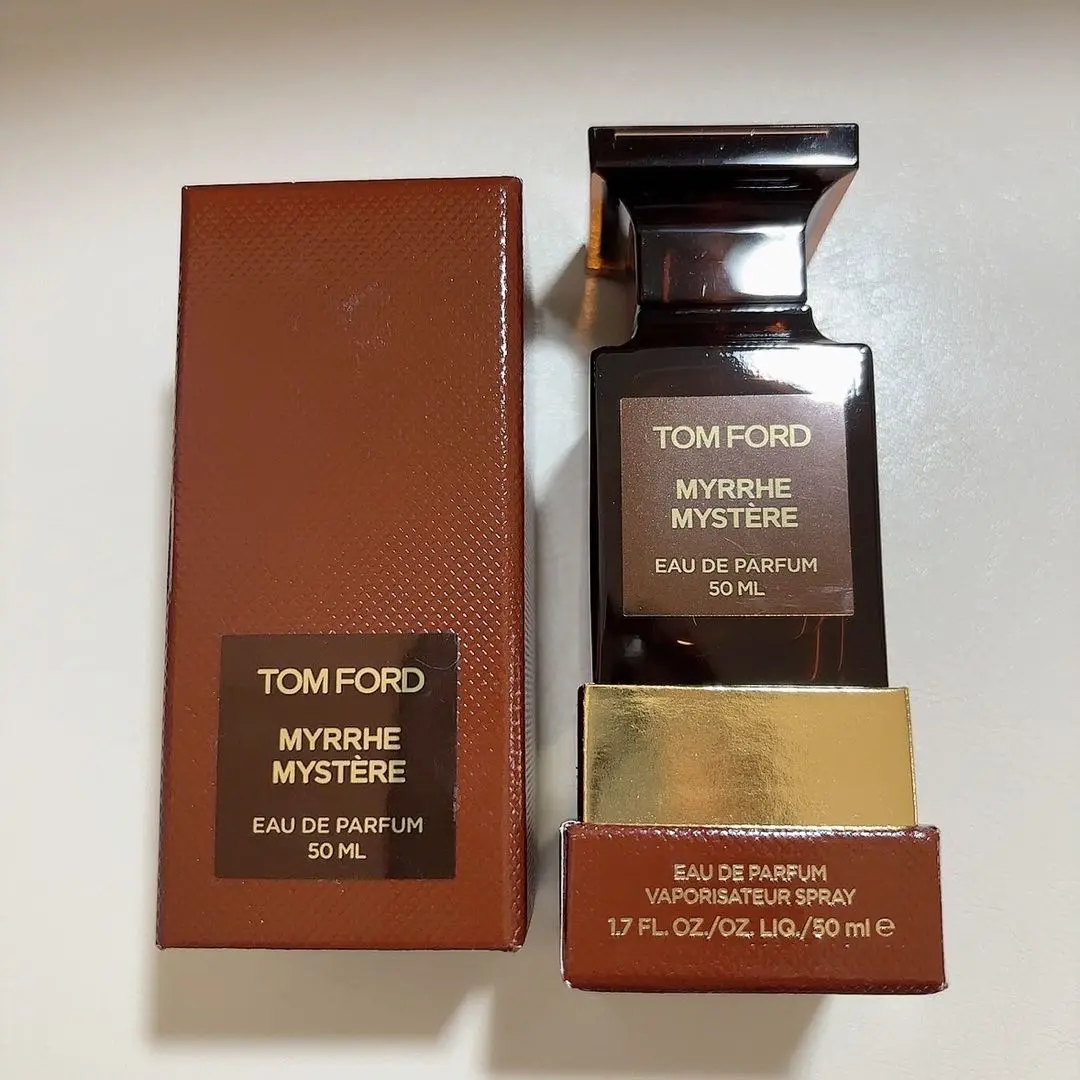 TOM FORD
MYRRHE
MYSTÈRE
EAU DE PARFUM
50 ML
TOM FORD
MYRRHE
MYSTÈRE
EAU DE PARFUM
50 ML
EAU DE PARFUM
VAPORISATEUR SPRAY
1.7 FL. OZ./OZ. LIQ./50 ml ℮